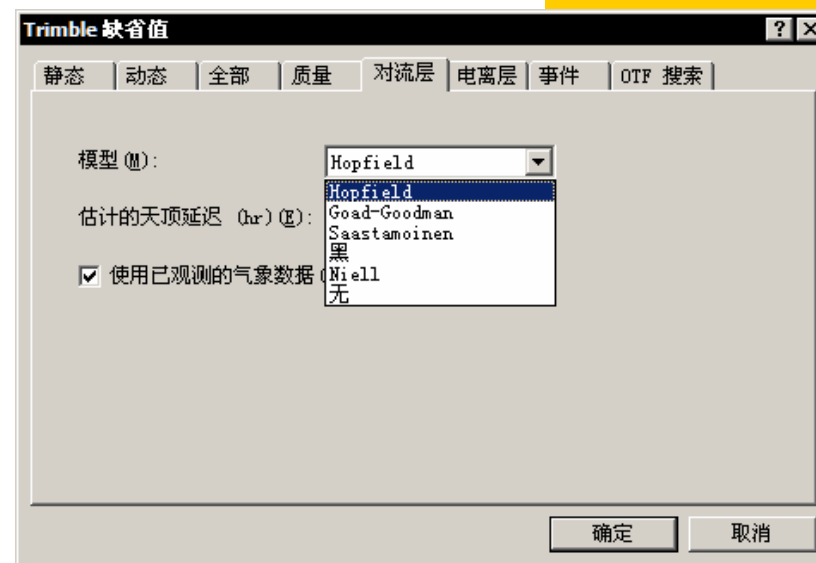 Trimble 缺省值
静态 动态 全部 质量 对流层 电离层 事件 OTF 搜索
模型(M): Hopfield
Hopfield
估计的天顶延迟 (hr)(E): Goad-Goodman
Saastamoinen
黑
使用已观测的气象数据( Niell
无
确定 取消